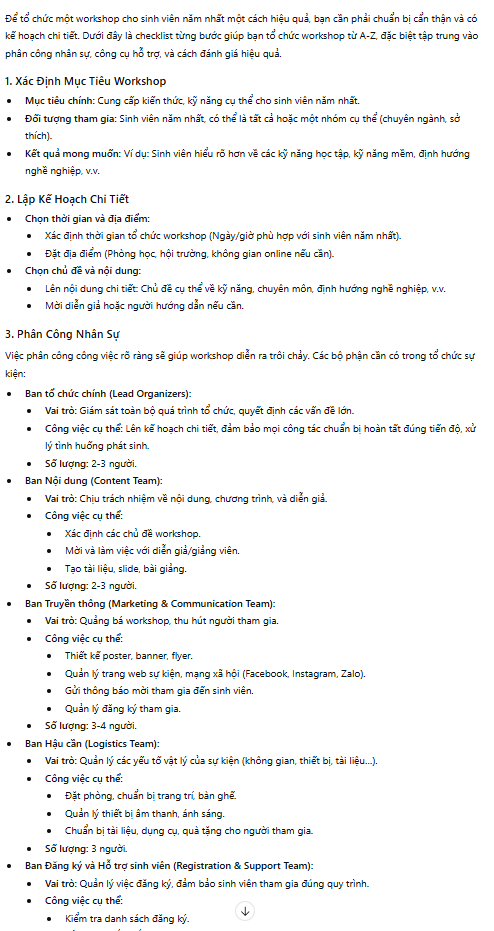 Để tổ chức một workshop cho sinh viên năm nhất một cách hiệu quả, bạn cần phải chuẩn bị cẩn thận và có
kế hoạch chi tiết. Dưới đây là checklist từng bước giúp bạn tổ chức workshop từ A-Z, đặc biệt tập trung vào
phân công nhân sự, công cụ hỗ trợ, và cách đánh giá hiệu quả.
1. Xác Định Mục Tiêu Workshop
• Mục tiêu chính: Cung cấp kiến thức, kỹ năng cụ thể cho sinh viên năm nhất.
• Đối tượng tham gia: Sinh viên năm nhất, có thể là tất cả hoặc một nhóm cụ thể (chuyên ngành, sở
thích).
• Kết quả mong muốn: Ví dụ: Sinh viên hiểu rõ hơn về các kỹ năng học tập, kỹ năng mềm, định hướng
nghề nghiệp, v.v.
2. Lập Kế Hoạch Chi Tiết
• Chọn thời gian và địa điểm:
• Xác định thời gian tổ chức workshop (Ngày/giờ phù hợp với sinh viên năm nhất).
• Đặt địa điểm (Phòng học, hội trường, không gian online nếu cần).
• Chọn chủ đề và nội dung:
• Lên nội dung chi tiết: Chủ đề cụ thể về kỹ năng, chuyên môn, định hướng nghề nghiệp, v.v.
• Mời diễn giả hoặc người hướng dẫn nếu cần.
3. Phân Công Nhân Sự
Việc phân công công việc rõ ràng sẽ giúp workshop diễn ra trôi chảy. Các bộ phận cần có trong tổ chức sự
kiện:
• Ban tổ chức chính (Lead Organizers):
• Vai trò: Giám sát toàn bộ quá trình tổ chức, quyết định các vấn đề lớn.
• Công việc cụ thể: Lên kế hoạch chi tiết, đảm bảo mọi công tác chuẩn bị hoàn tất đúng tiến độ, xử
lý tình huống phát sinh.
• Số lượng: 2-3 người.
• Ban Nội dung (Content Team):
• Vai trò: Chịu trách nhiệm về nội dung, chương trình, và diễn giả.
• Công việc cụ thể:
• Xác định các chủ đề workshop.
• Mời và làm việc với diễn giả/giảng viên.
• Tạo tài liệu, slide, bài giảng.
• Số lượng: 2-3 người.
• Ban Truyền thông (Marketing & Communication Team):
• Vai trò: Quảng bá workshop, thu hút người tham gia.
• Công việc cụ thể:
• Thiết kế poster, banner, flyer.
• Quản lý trang web sự kiện, mạng xã hội (Facebook, Instagram, Zalo).
• Gửi thông báo mời tham gia đến sinh viên.
• Quản lý đăng ký tham gia.
• Số lượng: 3-4 người.
• Ban Hậu cần (Logistics Team):
• Vai trò: Quản lý các yếu tố vật lý của sự kiện (không gian, thiết bị, tài liệu...).
• Công việc cụ thể:
• Đặt phòng, chuẩn bị trang trí, bàn ghế.
• Quản lý thiết bị âm thanh, ánh sáng.
• Chuẩn bị tài liệu, dụng cụ, quà tặng cho người tham gia.
• Số lượng: 3 người.
• Ban Đăng ký và Hỗ trợ sinh viên (Registration & Support Team):
• Vai trò: Quản lý việc đăng ký, đảm bảo sinh viên tham gia đúng quy trình.
• Công việc cụ thể:
• Kiểm tra danh sách đăng ký.